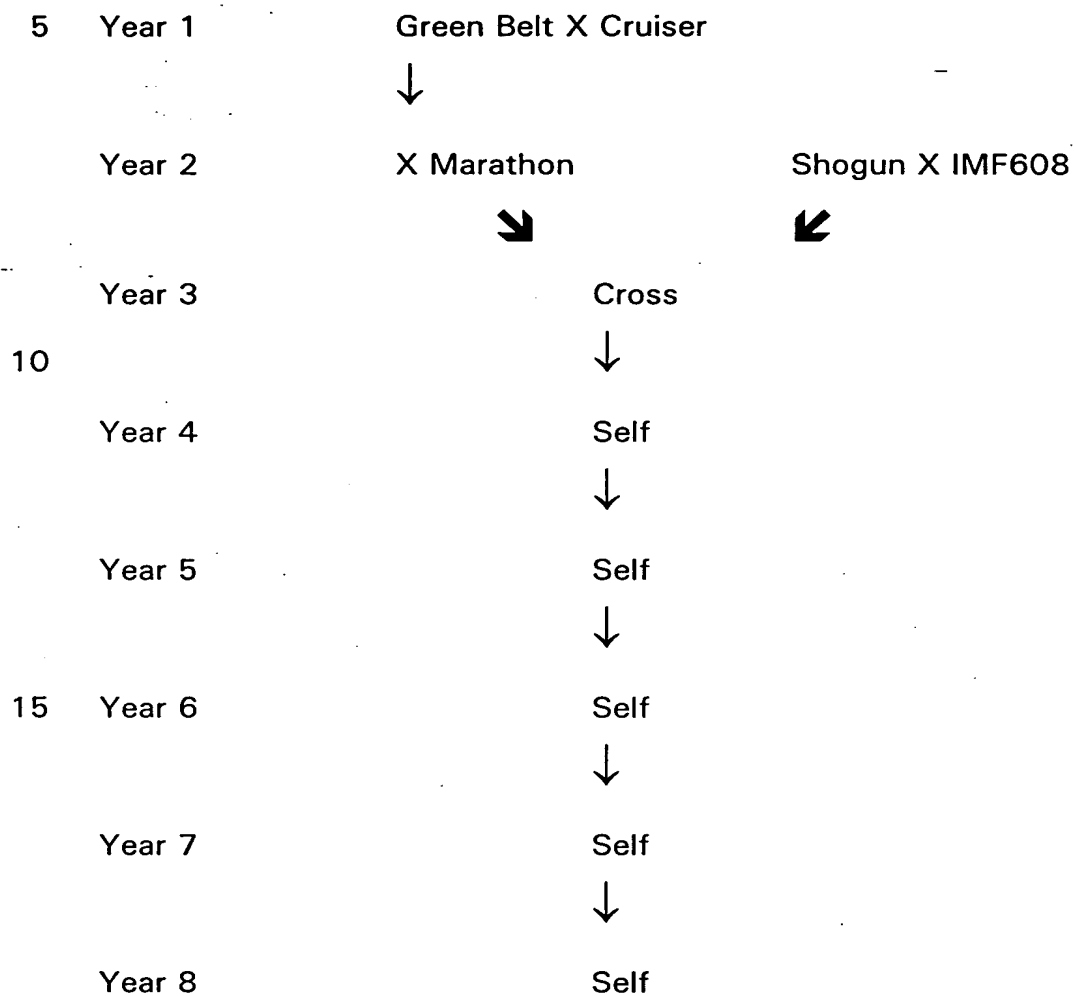 5 Year 1 Green Belt X Cruiser
↓
Year 2 X Marathon Shogun X IMF608
Year 3 Cross
10 ↓
Year 4 Self
↓
Year 5 Self
↓
15 Year 6 Self
↓
Year 7 Self
↓
Year 8 Self